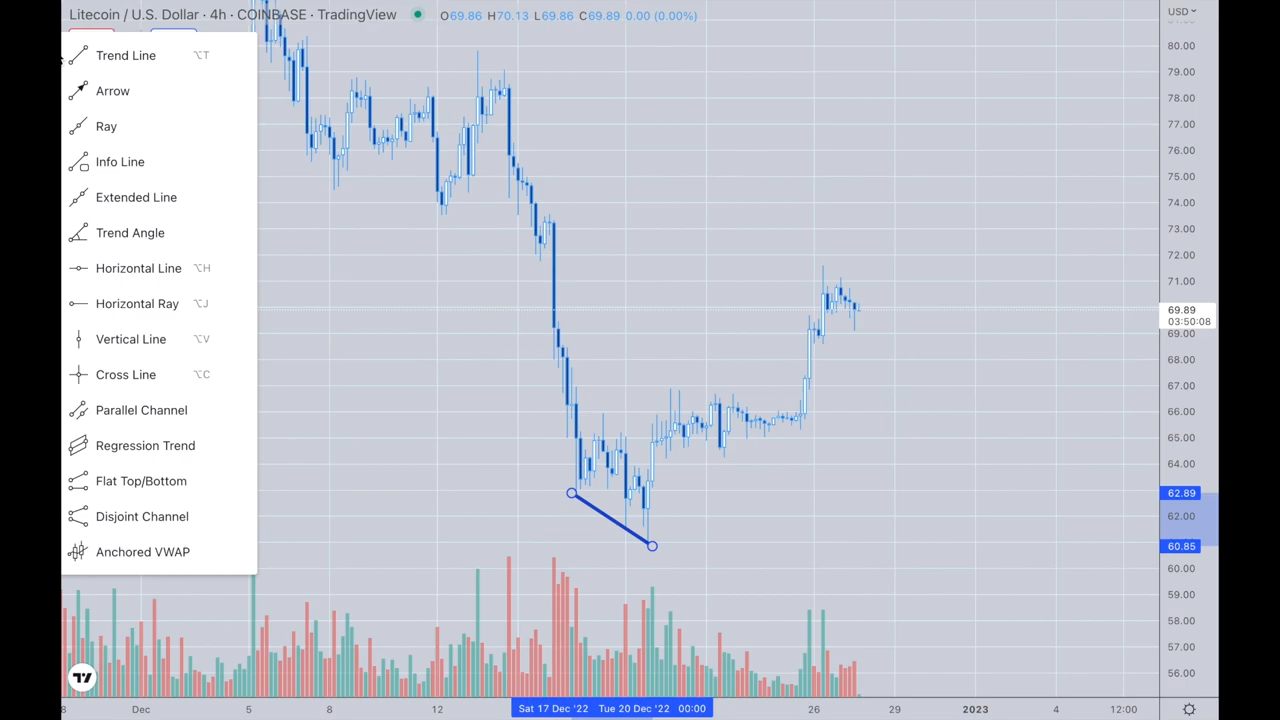 Litecoin / U.S. Dollar · 4h · COINBASE · TradingView O69.86 H70.13 L69.86 C69.89 0.00 (0.00%)
USD
Trend Line ⌥T
Arrow
Ray
Info Line
Extended Line
Trend Angle
Horizontal Line ⌥H
Horizontal Ray ⌥J
Vertical Line ⌥V
Cross Line ⌥C
Parallel Channel
Regression Trend
Flat Top/Bottom
Disjoint Channel
Anchored VWAP
80.00
79.00
78.00
77.00
76.00
75.00
74.00
73.00
72.00
71.00
69.89
03:50:08
69.00
68.00
67.00
66.00
65.00
64.00
62.89
62.00
60.85
60.00
59.00
58.00
57.00
56.00
Dec 5 8 12 Sat 17 Dec '22 Tue 20 Dec '22 00:00 26 29 2023 4 12:00